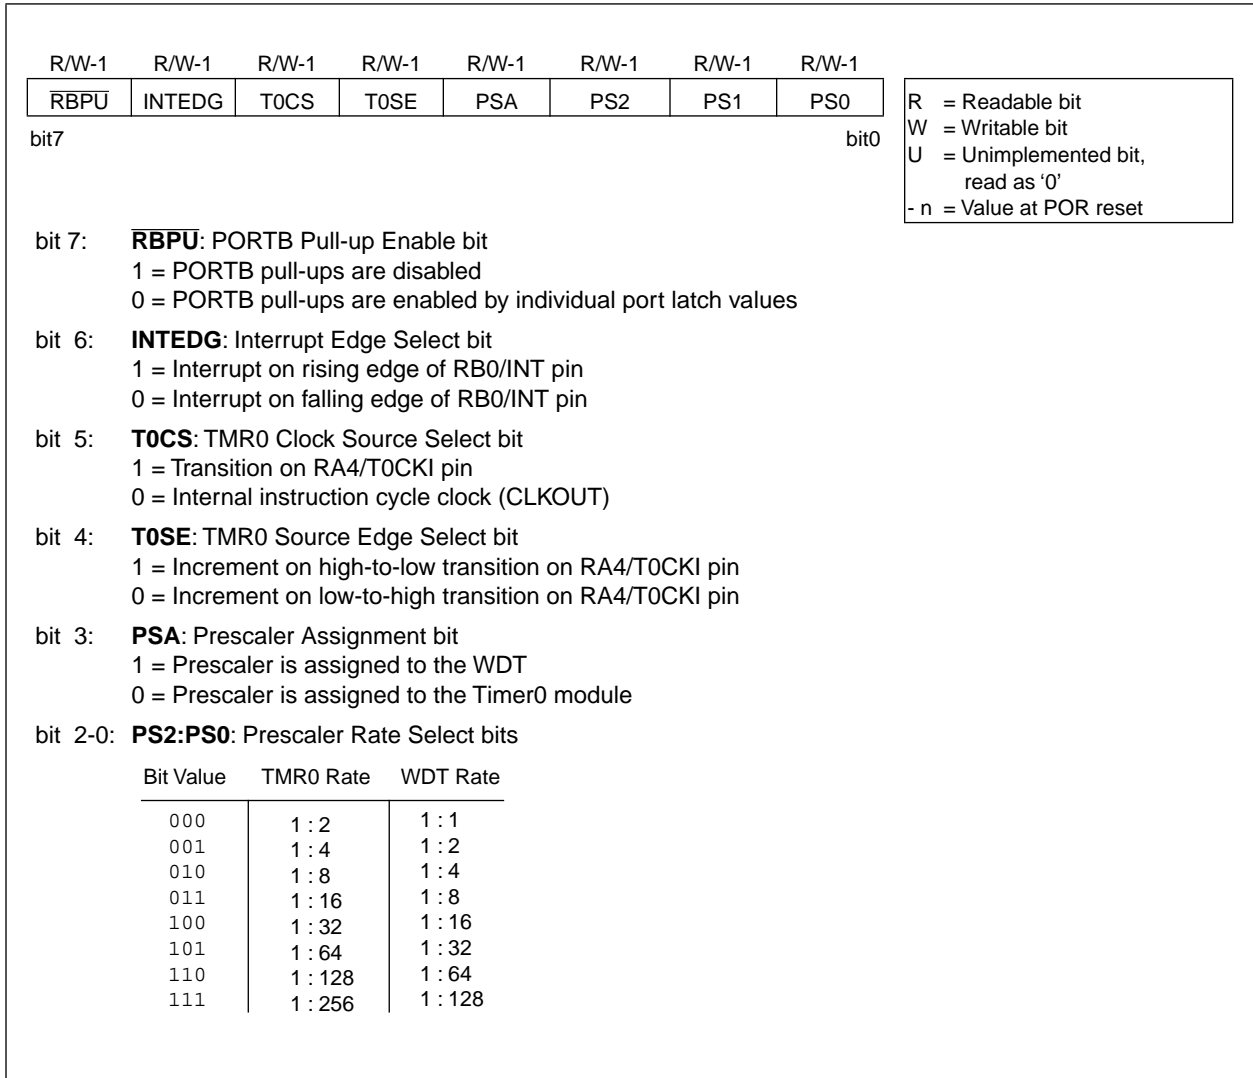 R/W-1 R/W-1 R/W-1 R/W-1 R/W-1 R/W-1 R/W-1 R/W-1
RBPU INTEDG T0CS T0SE PSA PS2 PS1 PS0
bit7 bit0
R = Readable bit
W = Writable bit
U = Unimplemented bit,
read as ‘0’
- n = Value at POR reset
bit 7: RBPU: PORTB Pull-up Enable bit
1 = PORTB pull-ups are disabled
0 = PORTB pull-ups are enabled by individual port latch values
bit 6: INTEDG: Interrupt Edge Select bit
1 = Interrupt on rising edge of RB0/INT pin
0 = Interrupt on falling edge of RB0/INT pin
bit 5: T0CS: TMR0 Clock Source Select bit
1 = Transition on RA4/T0CKI pin
0 = Internal instruction cycle clock (CLKOUT)
bit 4: T0SE: TMR0 Source Edge Select bit
1 = Increment on high-to-low transition on RA4/T0CKI pin
0 = Increment on low-to-high transition on RA4/T0CKI pin
bit 3: PSA: Prescaler Assignment bit
1 = Prescaler is assigned to the WDT
0 = Prescaler is assigned to the Timer0 module
bit 2-0: PS2:PS0: Prescaler Rate Select bits
Bit Value TMR0 Rate WDT Rate
000 1 : 2 1 : 1
001 1 : 4 1 : 2
010 1 : 8 1 : 4
011 1 : 16 1 : 8
100 1 : 32 1 : 16
101 1 : 64 1 : 32
110 1 : 128 1 : 64
111 1 : 256 1 : 128